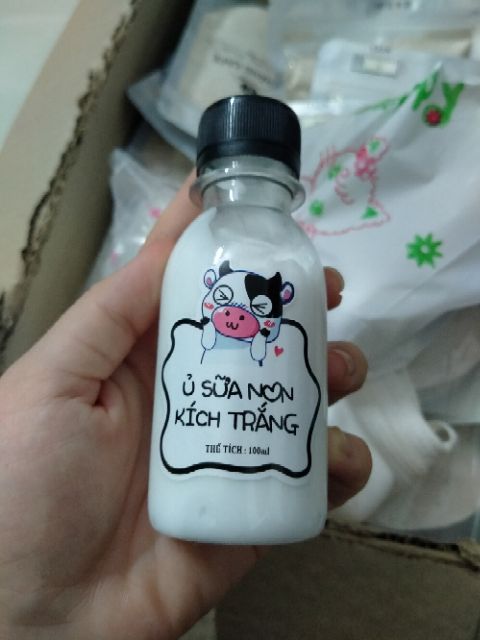 Ủ SỮA NON
KÍCH TRẮNG
THỂ TÍCH : 100ml